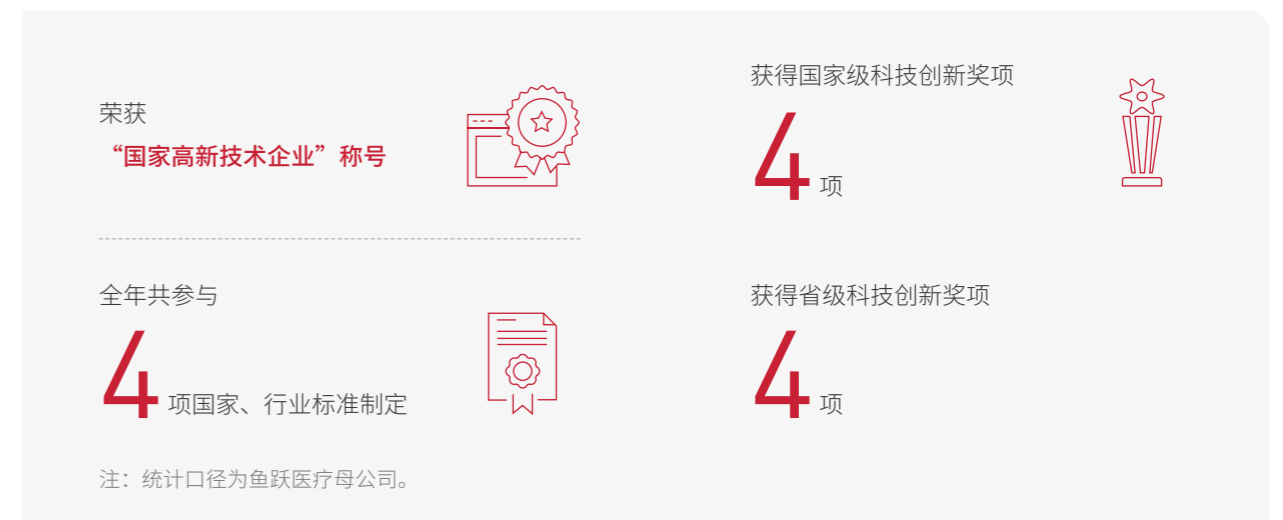 荣获
“国家高新技术企业”称号
全年共参与
4 项国家、行业标准制定
注：统计口径为鱼跃医疗母公司。
获得国家级科技创新奖项
4 项
获得省级科技创新奖项
4 项